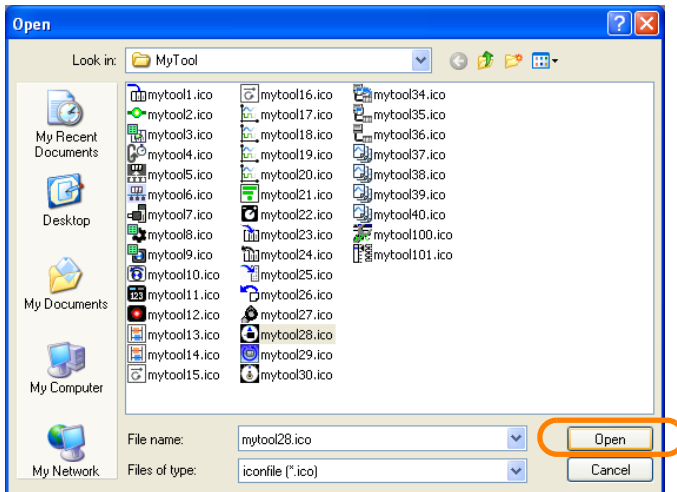 Open
Look in: MyTool
My Recent
Documents
Desktop
My Documents
My Computer
My Network
mytool1.ico
mytool2.ico
mytool3.ico
mytool4.ico
mytool5.ico
mytool6.ico
mytool7.ico
mytool8.ico
mytool9.ico
mytool10.ico
mytool11.ico
mytool12.ico
mytool13.ico
mytool14.ico
mytool15.ico
mytool16.ico
mytool17.ico
mytool18.ico
mytool19.ico
mytool20.ico
mytool21.ico
mytool22.ico
mytool23.ico
mytool24.ico
mytool25.ico
mytool26.ico
mytool27.ico
mytool28.ico
mytool29.ico
mytool30.ico
mytool34.ico
mytool35.ico
mytool36.ico
mytool37.ico
mytool38.ico
mytool39.ico
mytool40.ico
mytool100.ico
mytool101.ico
File name: mytool28.ico Open
Files of type: iconfile (*.ico) Cancel